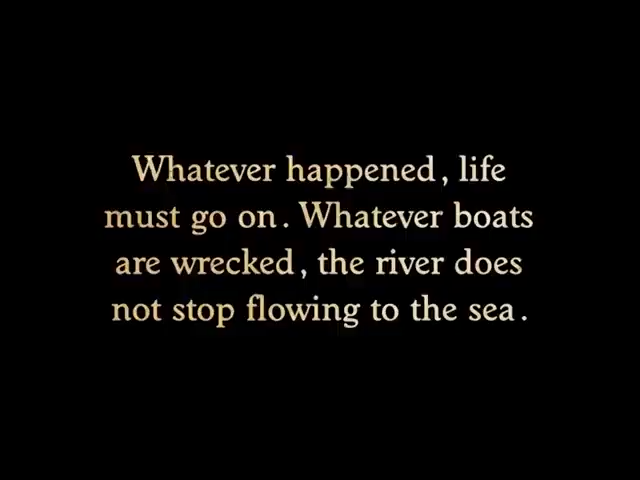 Whatever happened, life
must go on. Whatever boats
are wrecked, the river does
not stop flowing to the sea.